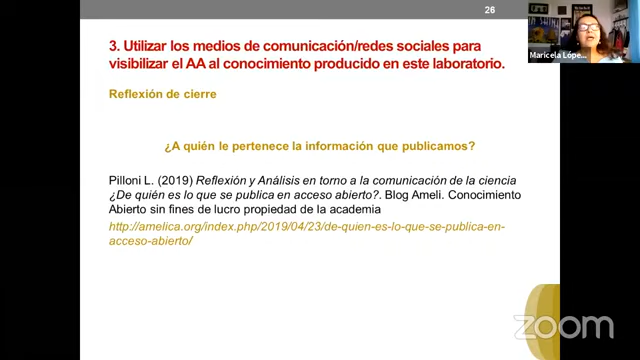 26
3. Utilizar los medios de comunicación/redes sociales para
visibilizar el AA al conocimiento producido en este laboratorio.
Reflexión de cierre
¿A quién le pertenece la información que publicamos?
Pilloni L. (2019) Reflexión y Análisis en torno a la comunicación de la ciencia
¿De quién es lo que se publica en acceso abierto?. Blog Ameli. Conocimiento
Abierto sin fines de lucro propiedad de la academia
http://amelica.org/index.php/2019/04/23/de-quien-es-lo-que-se-publica-en-
acceso-abierto/
Maricela Lópe...
zoom